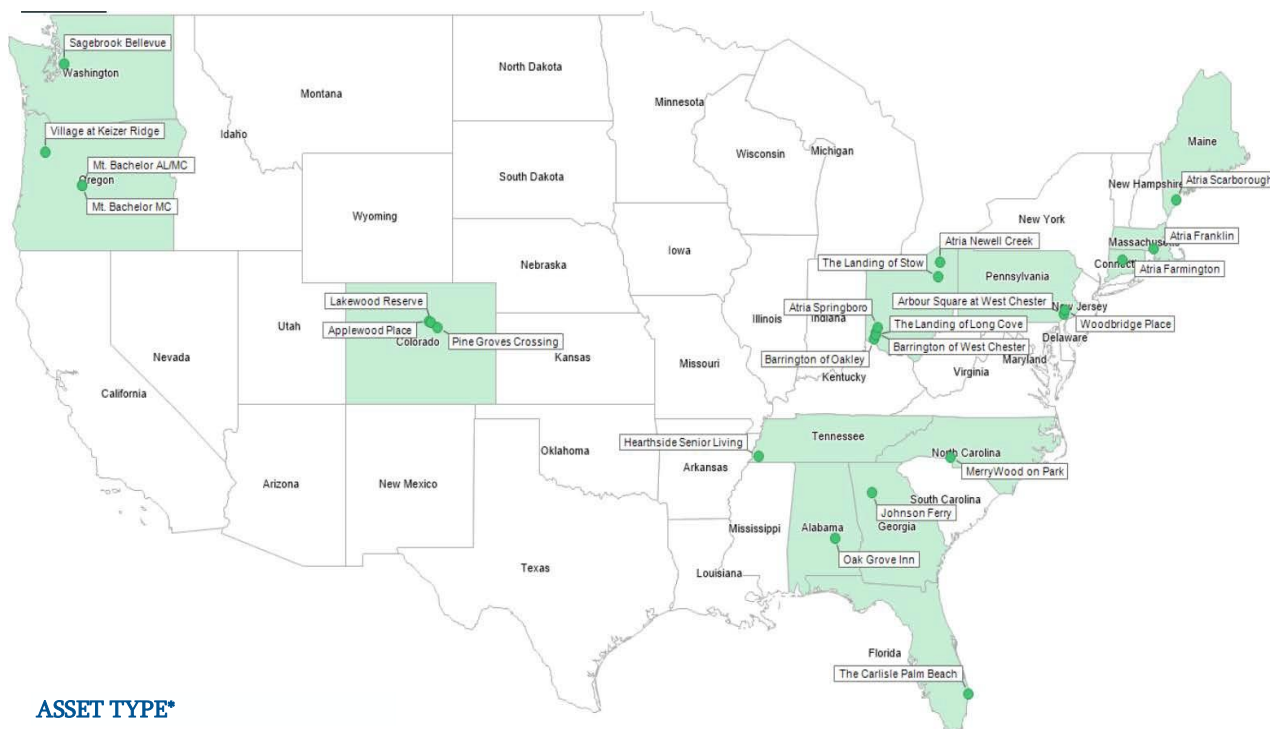 Sagebrook Bellevue
Washington
Montana
North Dakota
Minnesota
Village at Keizer Ridge
Idaho
Mt. Bachelor AL/MC
Oregon
Mt. Bachelor MC
South Dakota
Wisconsin
Michigan
Maine
New Hampshire
Atria Scarborough
Wyoming
New York
Iowa
Nebraska
Atria Newell Creek
The Landing of Stow
Massachusetts
Atria Franklin
Connecti
Atria Farmington
Pennsylvania
Lakewood Reserve
Applewood Place
Colorado
Pine Groves Crossing
Utah
Nevada
California
Kansas
Missouri
Illinois
Indiana
Atria Springboro
Arbour Square at West Chester
New Jersey
The Landing of Long Cove
Woodbridge Place
Barrington of West Chester
Delaware
Barrington of Oakley
Maryland
Kentucky
Virginia
Hearthside Senior Living
Tennessee
North Carolina
MerryWood on Park
Oklahoma
Arkansas
Arizona
New Mexico
South Carolina
Johnson Ferry
Georgia
Mississippi
Alabama
Oak Grove Inn
Texas
Louisiana
Florida
The Carlisle Palm Beach
ASSET TYPE*